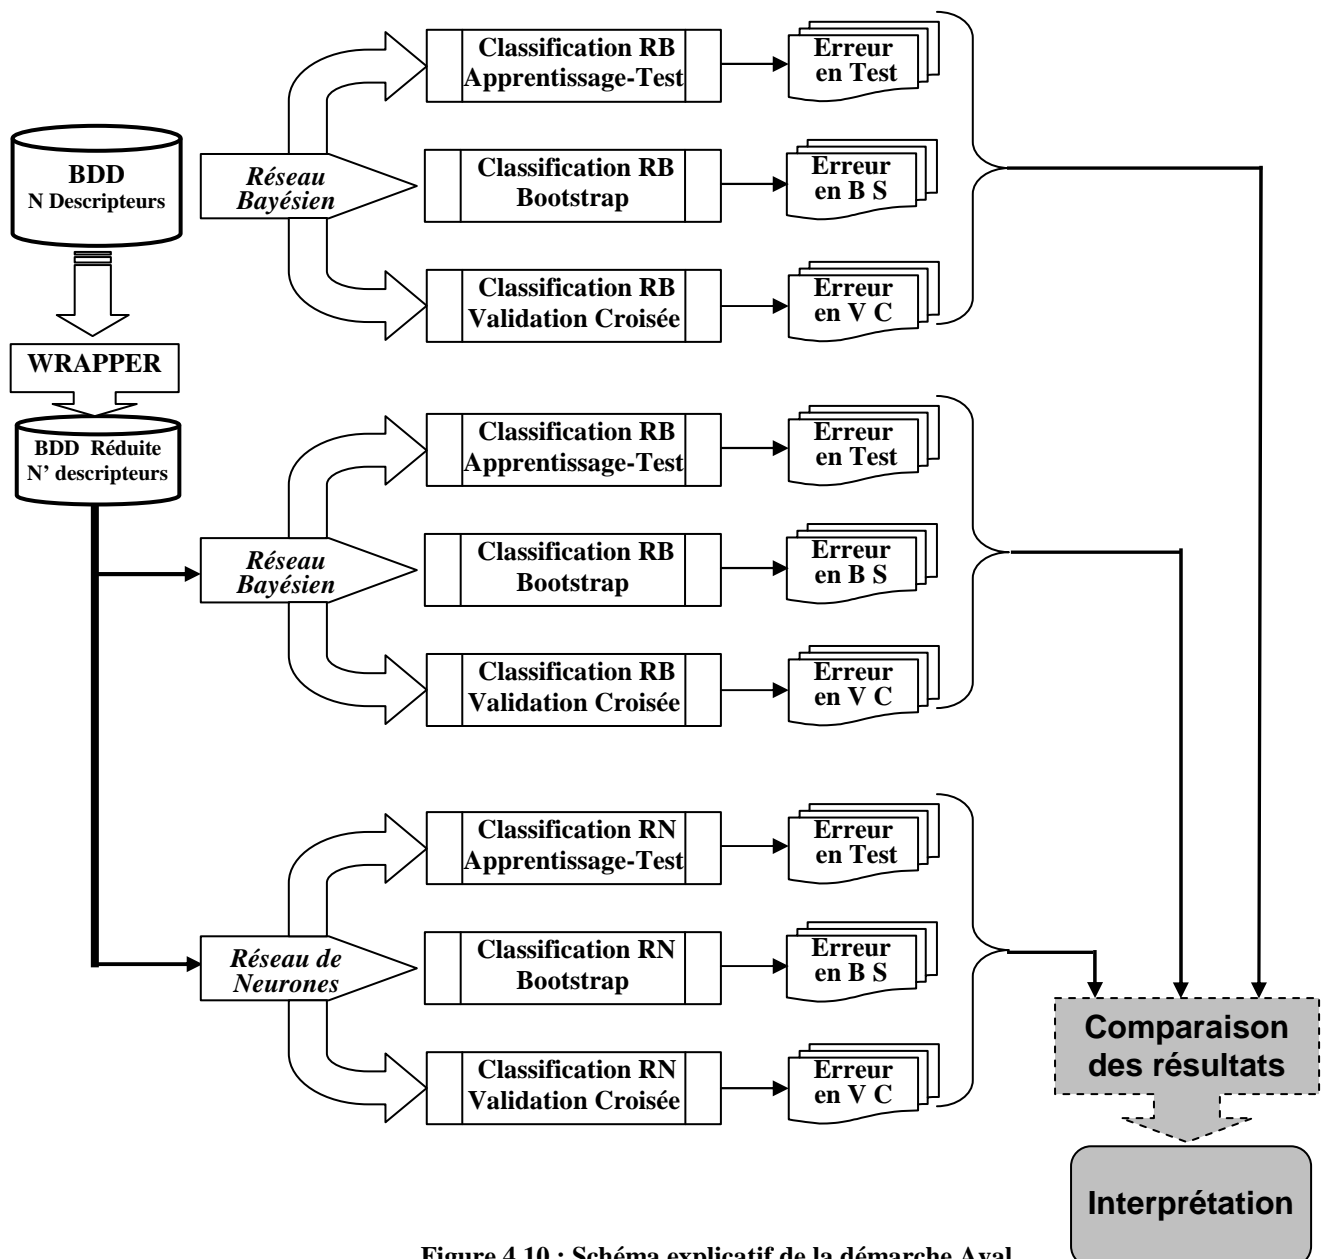 Classification RB
Apprentissage-Test
Erreur
en Test
BDD
N Descripteurs
Réseau
Bayésien
Classification RB
Bootstrap
Erreur
en B S
Classification RB
Validation Croisée
Erreur
en V C
WRAPPER
BDD Réduite
N’ descripteurs
Classification RB
Apprentissage-Test
Erreur
en Test
Réseau
Bayésien
Classification RB
Bootstrap
Erreur
en B S
Classification RB
Validation Croisée
Erreur
en V C
Classification RN
Apprentissage-Test
Erreur
en Test
Réseau de
Neurones
Classification RN
Bootstrap
Erreur
en B S
Classification RN
Validation Croisée
Erreur
en V C
Comparaison
des résultats
Interprétation
Figure 4.10 : Schéma explicatif de la démarche Aval